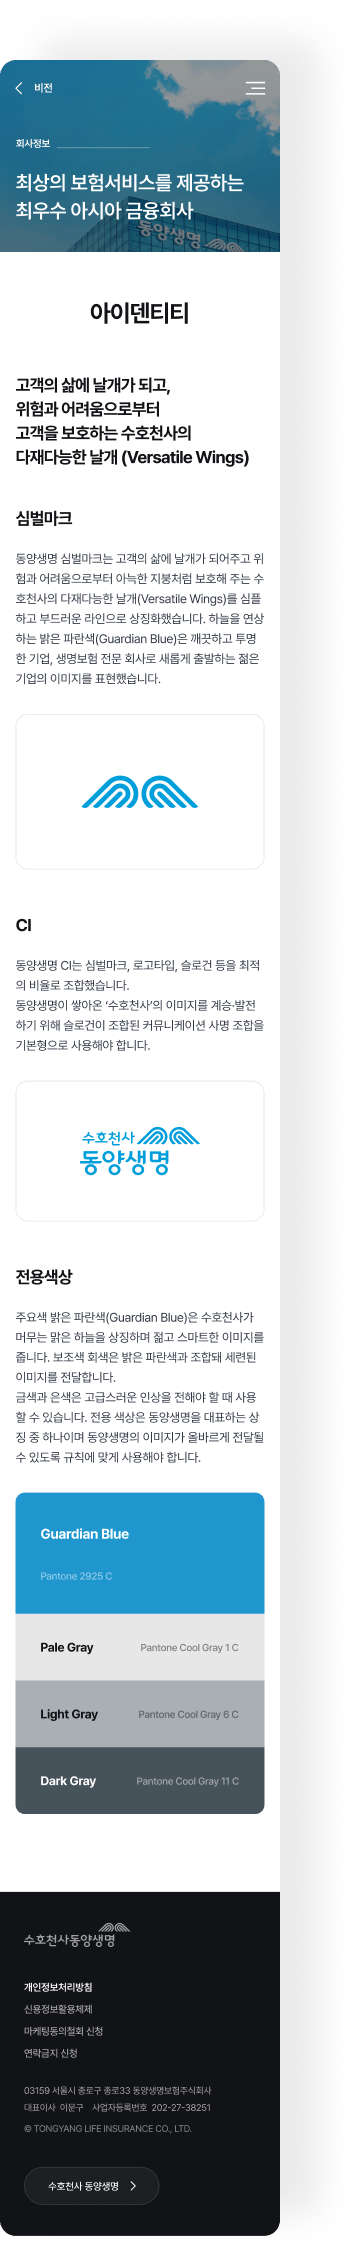 비전
회사정보
최상의 보험서비스를 제공하는
최우수 아시아 금융회사
동양생명
아이덴티티
고객의 삶에 날개가 되고,
위험과 어려움으로부터
고객을 보호하는 수호천사의
다재다능한 날개 (Versatile Wings)
심벌마크
동양생명 심벌마크는 고객의 삶에 날개가 되어주고 위
험과 어려움으로부터 아늑한 지붕처럼 보호해 주는 수
호천사의 다재다능한 날개(Versatile Wings)를 심플
하고 부드러운 라인으로 상징화했습니다. 하늘을 연상
하는 밝은 파란색(Guardian Blue)은 깨끗하고 투명
한 기업, 생명보험 전문 회사로 새롭게 출발하는 젊은
기업의 이미지를 표현했습니다.
CI
동양생명 CI는 심벌마크, 로고타입, 슬로건 등을 최적
의 비율로 조합했습니다.
동양생명이 쌓아온 '수호천사'의 이미지를 계승·발전
하기 위해 슬로건이 조합된 커뮤니케이션 사명 조합을
기본형으로 사용해야 합니다.
수호천사
동양생명
전용색상
주요색 밝은 파란색(Guardian Blue)은 수호천사가
머무는 맑은 하늘을 상징하며 젊고 스마트한 이미지를
줍니다. 보조색 회색은 밝은 파란색과 조합돼 세련된
이미지를 전달합니다.
금색과 은색은 고급스러운 인상을 전해야 할 때 사용
할 수 있습니다. 전용 색상은 동양생명을 대표하는 상
징 중 하나이며 동양생명의 이미지가 올바르게 전달될
수 있도록 규칙에 맞게 사용해야 합니다.
Guardian Blue
Pantone 2925 C
Pale Gray Pantone Cool Gray 1 C
Light Gray Pantone Cool Gray 6 C
Dark Gray Pantone Cool Gray 11 C
수호천사동양생명
개인정보처리방침
신용정보활용체제
마케팅동의철회 신청
연락금지 신청
03159 서울시 종로구 종로33 동양생명보험주식회사
대표이사 이문구 사업자등록번호 202-27-38251
© TONGYANG LIFE INSURANCE CO., LTD.
수호천사 동양생명